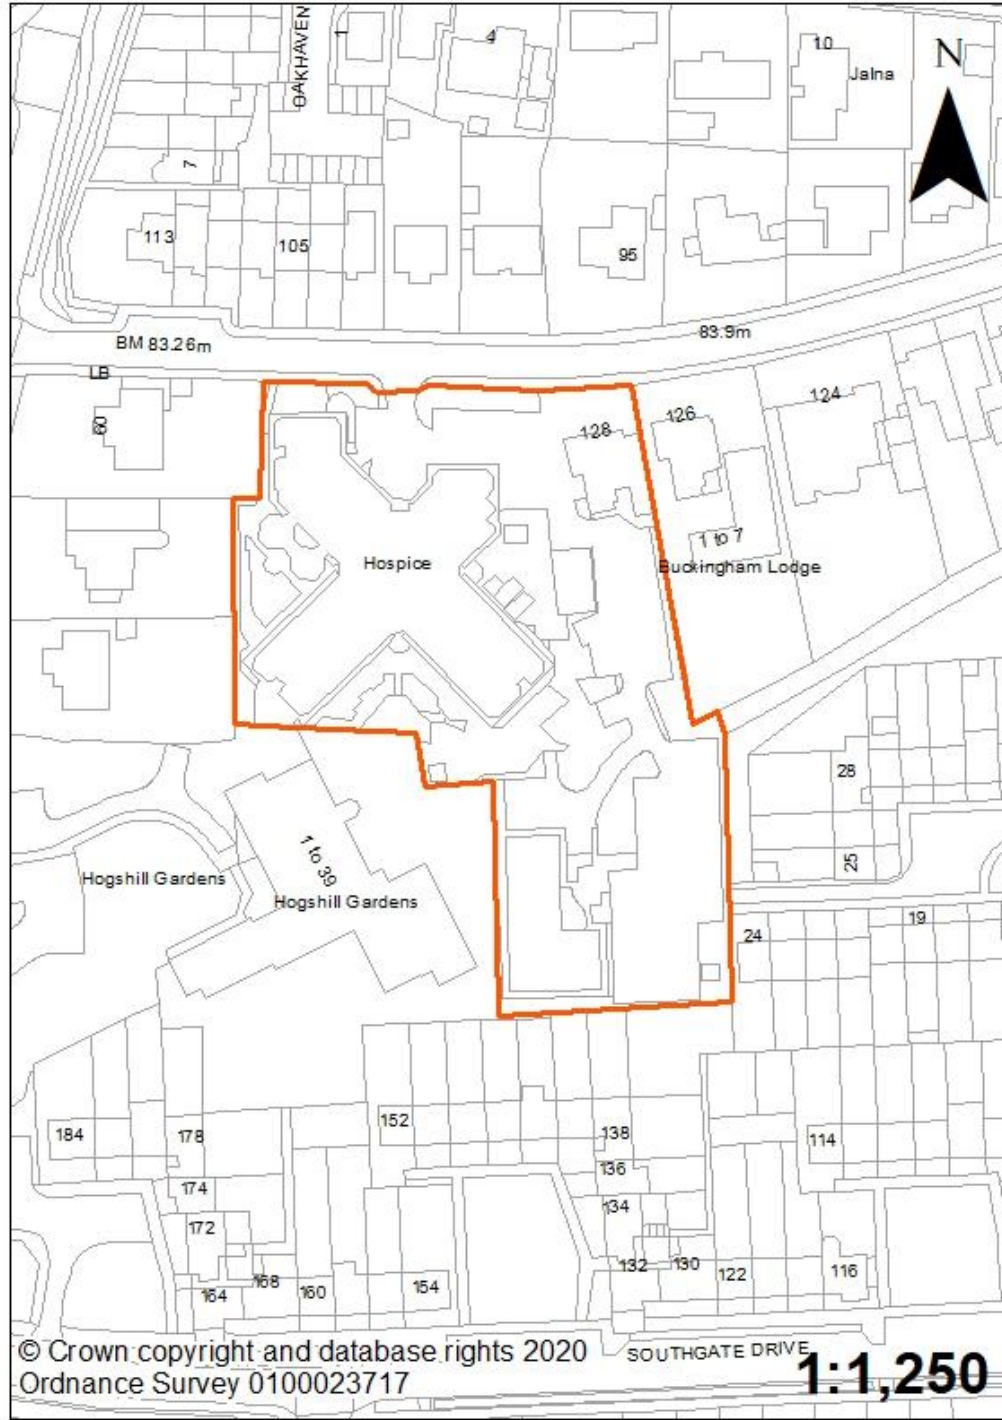 OAKHAVEN
1
4
10
Jalna
N
7
113
105
95
BM 83.26m
83.9m
LB
60
128
126
124
Hospice
1 to 7
Buckingham Lodge
28
25
1 to 39
Hogshill Gardens
Hogshill Gardens
24
19
184
178
152
138
114
136
174
134
172
132
130
122
116
168
164
160
154
SOUTHGATE DRIVE
© Crown copyright and database rights 2020
Ordnance Survey 0100023717
1:1,250